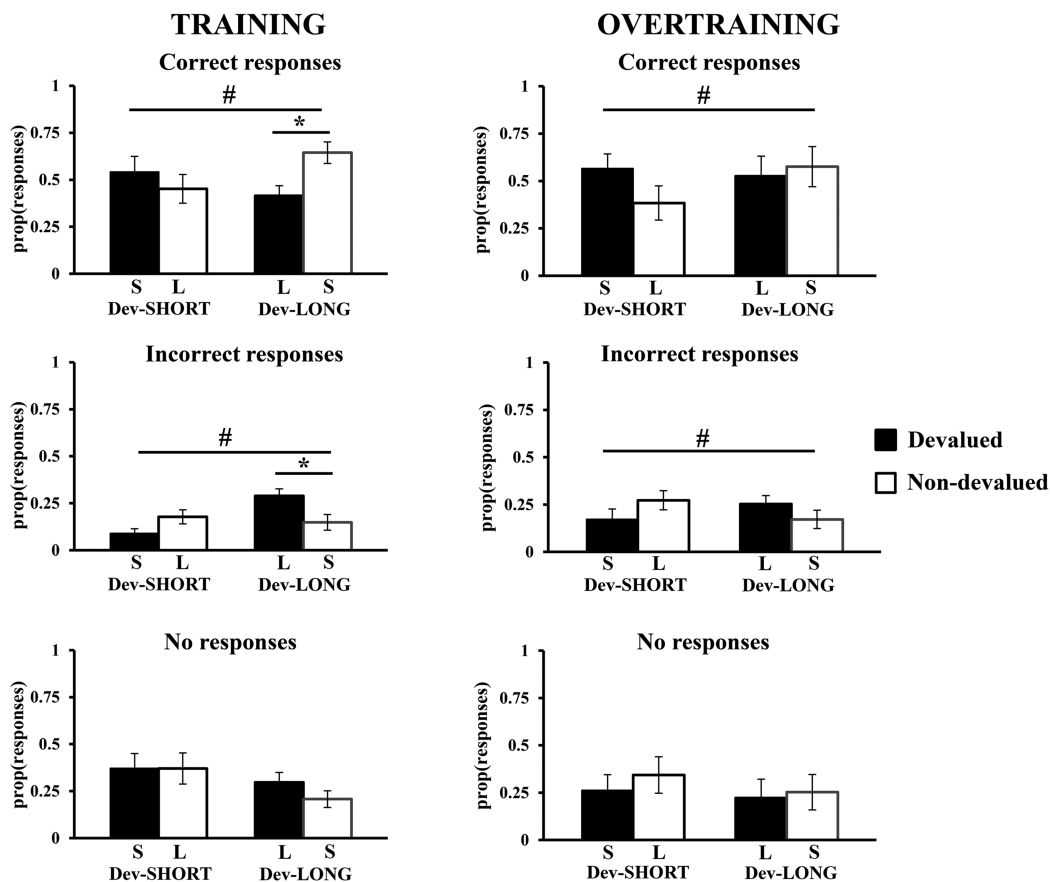 TRAINING
OVERTRAINING
Correct responses
prop(responses)
1
0.75
0.5
0.25
0
#
*
S L L S
Dev-SHORT Dev-LONG
Correct responses
prop(responses)
1
0.75
0.5
0.25
0
#
S L L S
Dev-SHORT Dev-LONG
Incorrect responses
prop(responses)
1
0.75
0.5
0.25
0
#
*
S L L S
Dev-SHORT Dev-LONG
Incorrect responses
prop(responses)
1
0.75
0.5
0.25
0
#
S L L S
Dev-SHORT Dev-LONG
Devalued
Non-devalued
No responses
prop(responses)
1
0.75
0.5
0.25
0
S L L S
Dev-SHORT Dev-LONG
No responses
prop(responses)
1
0.75
0.5
0.25
0
S L L S
Dev-SHORT Dev-LONG